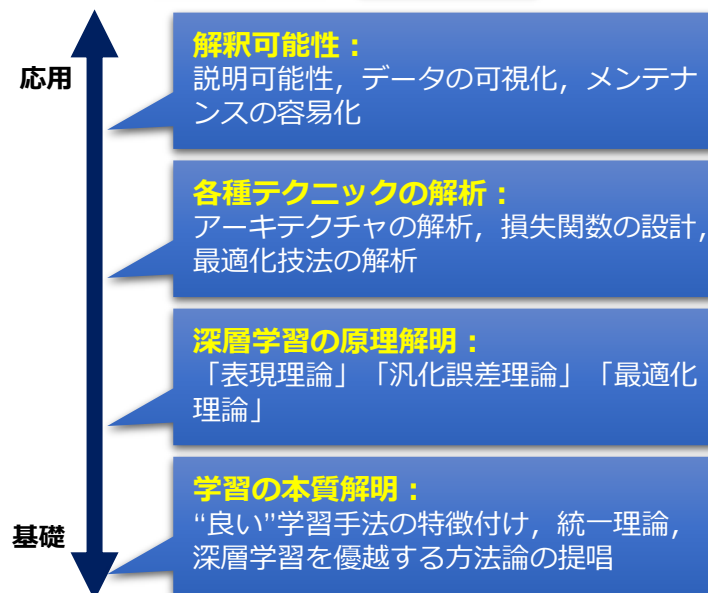 応用
解釈可能性：
説明可能性，データの可視化，メンテナ
ンスの容易化
各種テクニックの解析：
アーキテクチャの解析，損失関数の設計，
最適化技法の解析
深層学習の原理解明：
「表現理論」「汎化誤差理論」「最適化
理論」
学習の本質解明：
“良い”学習手法の特徴付け，統一理論，
深層学習を優越する方法論の提唱
基礎